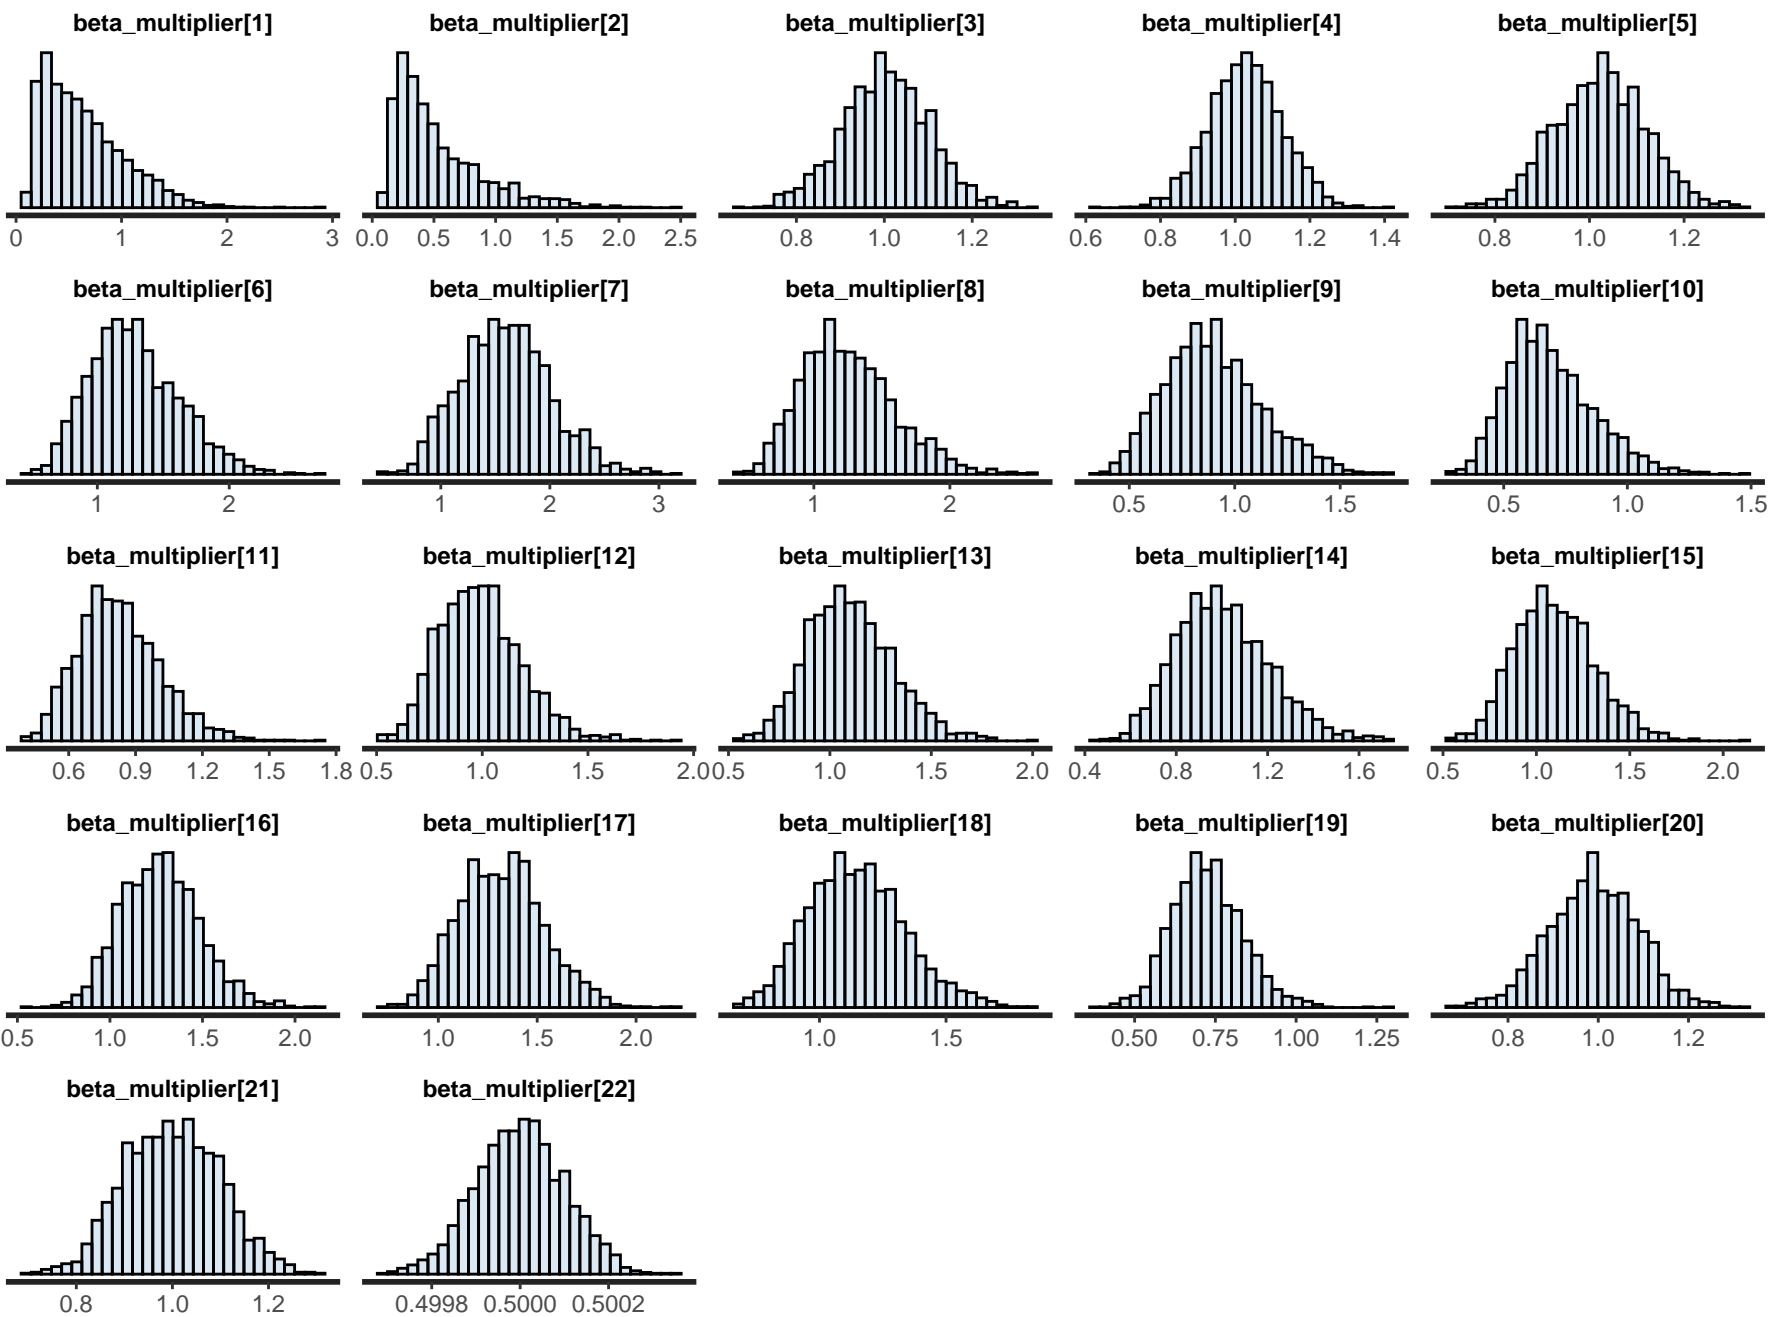 beta_multiplier[1] beta_multiplier[2] beta_multiplier[3] beta_multiplier[4] beta_multiplier[5]
0 1 2 3 0.0 0.5 1.0 1.5 2.0 2.5 0.8 1.0 1.2 0.6 0.8 1.0 1.2 1.4 0.8 1.0 1.2
beta_multiplier[6] beta_multiplier[7] beta_multiplier[8] beta_multiplier[9] beta_multiplier[10]
1 2 1 2 3 1 2 0.5 1.0 1.5 0.5 1.0 1.5
beta_multiplier[11] beta_multiplier[12] beta_multiplier[13] beta_multiplier[14] beta_multiplier[15]
0.6 0.9 1.2 1.5 1.8 0.5 1.0 1.5 2.0 0.5 1.0 1.5 2.0 0.4 0.8 1.2 1.6 0.5 1.0 1.5 2.0
beta_multiplier[16] beta_multiplier[17] beta_multiplier[18] beta_multiplier[19] beta_multiplier[20]
0.5 1.0 1.5 2.0 1.0 1.5 2.0 1.0 1.5 0.50 0.75 1.00 1.25 0.8 1.0 1.2
beta_multiplier[21] beta_multiplier[22]
0.8 1.0 1.2 0.4998 0.5000 0.5002